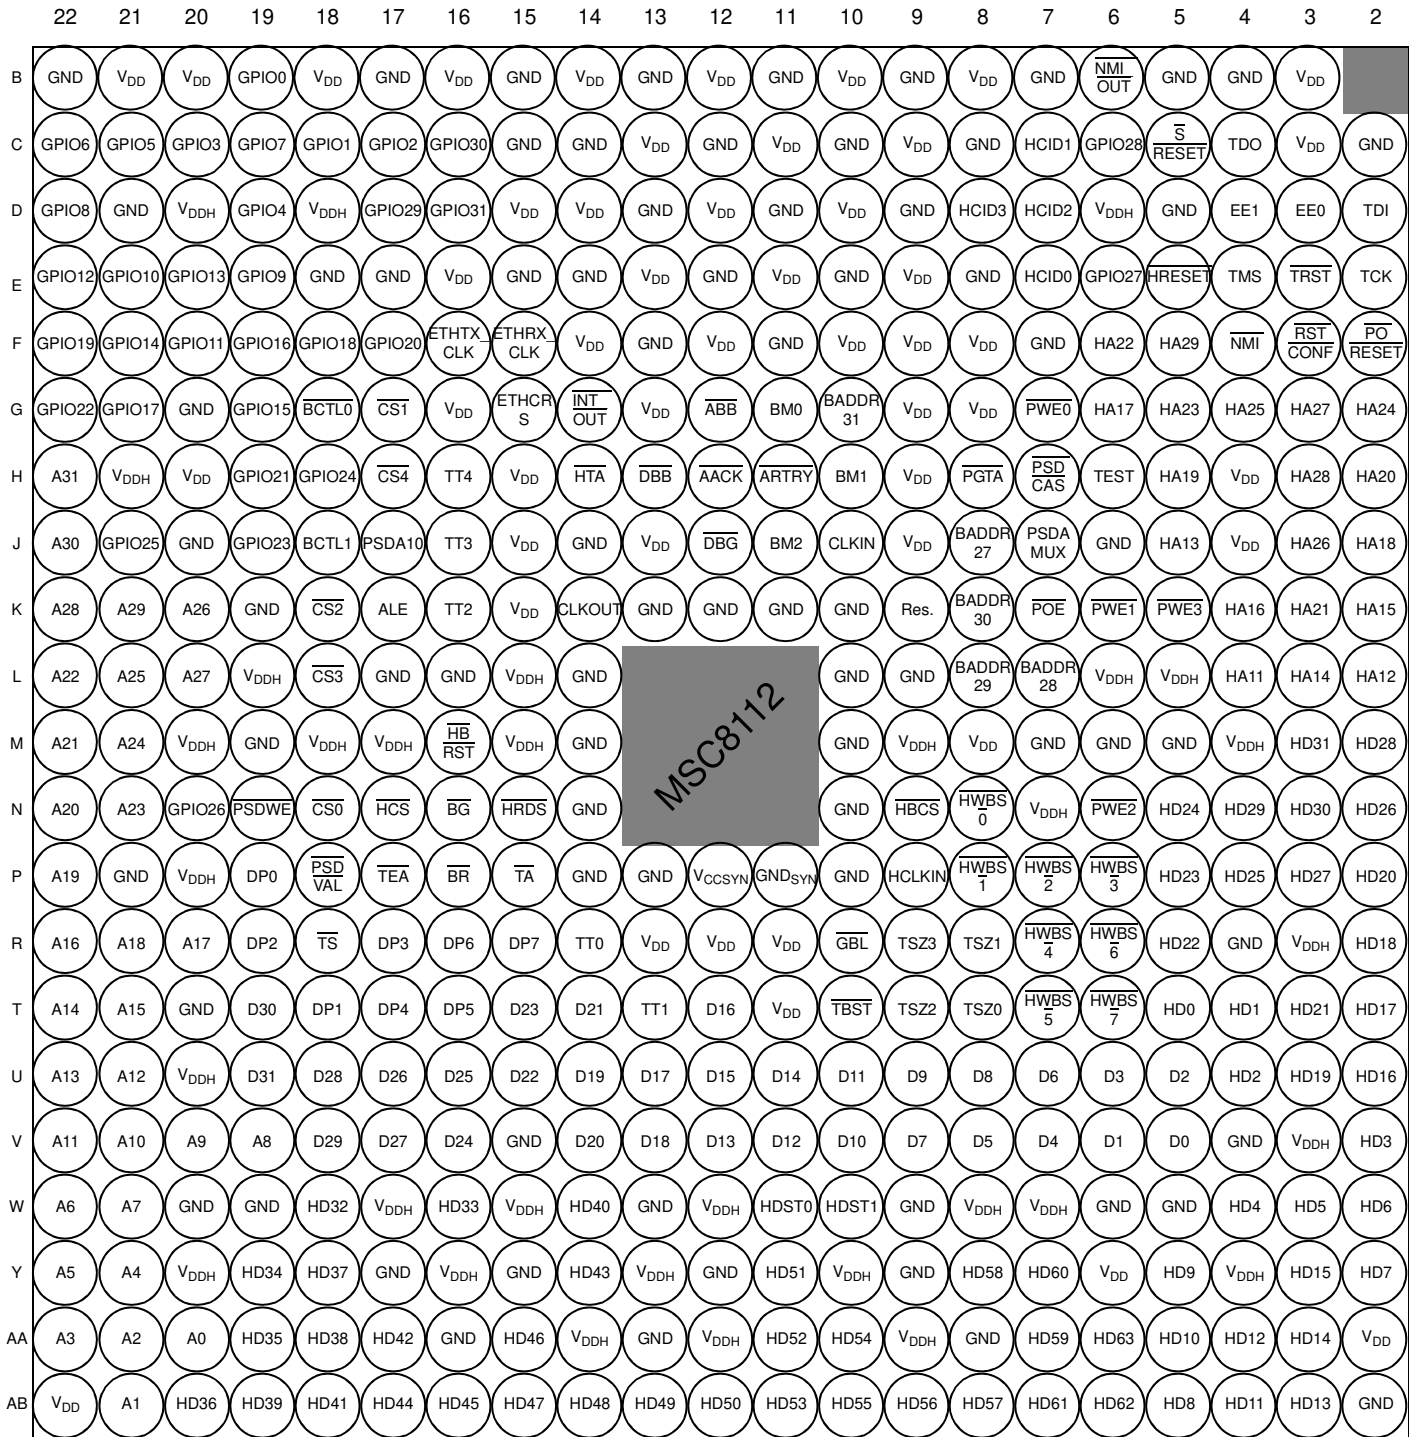 22 21 20 19 18 17 16 15 14 13 12 11 10 9 8 7 6 5 4 3 2
B GND VDD VDD GPIO0 VDD GND VDD GND VDD GND VDD GND VDD GND VDD GND NMI_OUT GND GND VDD
C GPIO6 GPIO5 GPIO3 GPIO7 GPIO1 GPIO2 GPIO30 GND GND VDD GND VDD GND VDD GND HCID1 GPIO28 S RESET TDO VDD GND
D GPIO8 GND VDDH GPIO4 VDDH GPIO29 GPIO31 VDD VDD GND VDD GND VDD GND HCID3 HCID2 VDDH GND EE1 EE0 TDI
E GPIO12 GPIO10 GPIO13 GPIO9 GND GND VDD GND GND VDD GND VDD GND VDD GND HCID0 GPIO27 HRESET TMS TRST TCK
F GPIO19 GPIO14 GPIO11 GPIO16 GPIO18 GPIO20 ETHTX_CLK ETHRX_CLK VDD GND VDD GND VDD VDD VDD GND HA22 HA29 NMI RST CONF PO RESET
G GPIO22 GPIO17 GND GPIO15 BCTL0 CS1 VDD ETHCRS INT OUT VDD ABB BM0 BADDR 31 VDD VDD PWE0 HA17 HA23 HA25 HA27 HA24
H A31 VDDH VDD GPIO21 GPIO24 CS4 TT4 VDD HTA DBB AACK ARTRY BM1 VDD PGTA PSD CAS TEST HA19 VDD HA28 HA20
J A30 GPIO25 GND GPIO23 BCTL1 PSDA10 TT3 VDD GND VDD DBG BM2 CLKIN VDD BADDR 27 PSDA MUX GND HA13 VDD HA26 HA18
K A28 A29 A26 GND CS2 ALE TT2 VDD CLKOUT GND GND GND GND Res. BADDR 30 POE PWE1 PWE3 HA16 HA21 HA15
L A22 A25 A27 VDDH CS3 GND GND VDDH GND GND GND BADDR 29 BADDR 28 VDDH VDDH HA11 HA14 HA12
MSC8112
M A21 A24 VDDH GND VDDH VDDH HB RST VDDH GND GND VDDH VDD GND GND GND VDDH HD31 HD28
N A20 A23 GPIO26 PSDWE CS0 HCS BG HRDS GND GND HBCS HWBS 0 VDDH PWE2 HD24 HD29 HD30 HD26
P A19 GND VDDH DP0 PSD VAL TEA BR TA GND GND VCCSYN GNDSYN GND HCLKIN HWBS 1 HWBS 2 HWBS 3 HD23 HD25 HD27 HD20
R A16 A18 A17 DP2 TS DP3 DP6 DP7 TT0 VDD VDD VDD GBL TSZ3 TSZ1 HWBS 4 HWBS 6 HD22 GND VDDH HD18
T A14 A15 GND D30 DP1 DP4 DP5 D23 D21 TT1 D16 VDD TBST TSZ2 TSZ0 HWBS 5 HWBS 7 HD0 HD1 HD21 HD17
U A13 A12 VDDH D31 D28 D26 D25 D22 D19 D17 D15 D14 D11 D9 D8 D6 D3 D2 HD2 HD19 HD16
V A11 A10 A9 A8 D29 D27 D24 GND D20 D18 D13 D12 D10 D7 D5 D4 D1 D0 GND VDDH HD3
W A6 A7 GND GND HD32 VDDH HD33 VDDH HD40 GND VDDH HDST0 HDST1 GND VDDH VDDH GND GND HD4 HD5 HD6
Y A5 A4 VDDH HD34 HD37 GND VDDH GND HD43 VDDH GND HD51 VDDH GND HD58 HD60 VDD HD9 VDDH HD15 HD7
AA A3 A2 A0 HD35 HD38 HD42 GND HD46 VDDH GND VDDH HD52 HD54 VDDH GND HD59 HD63 HD10 HD12 HD14 VDD
AB VDD A1 HD36 HD39 HD41 HD44 HD45 HD47 HD48 HD49 HD50 HD53 HD55 HD56 HD57 HD61 HD62 HD8 HD11 HD13 GND